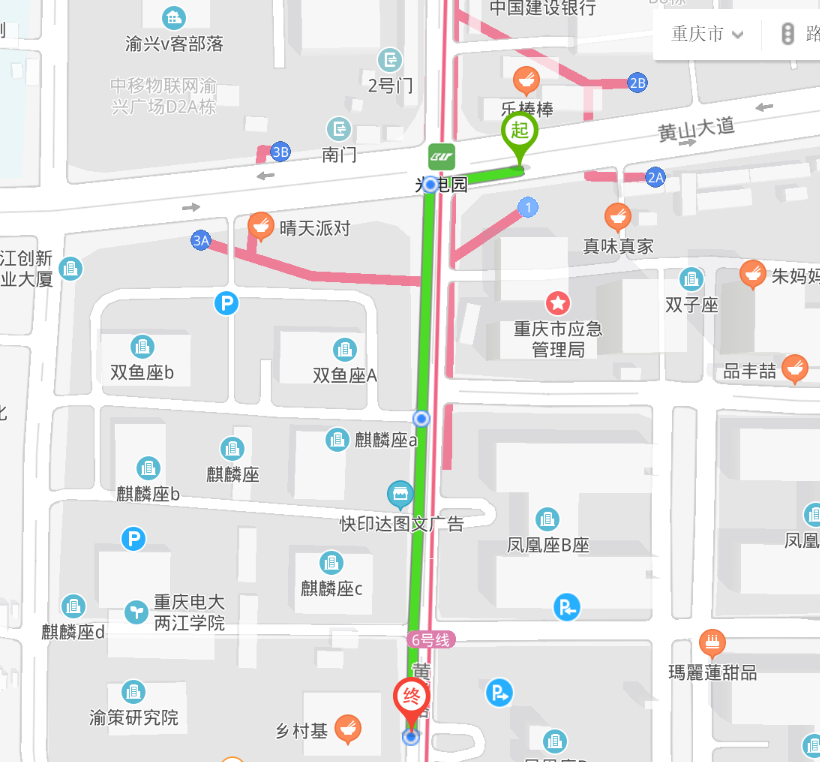 中国建设银行
重庆市
路
渝兴v客部落
中移物联网渝
兴广场D2A栋
2号门
2B
乐棒棒
起
黄山大道
南门
3B
光电园
2A
1
真味真家
晴天派对
3A
江创新
业大厦
P
双子座
朱妈妈
重庆市应急
管理局
双鱼座b
双鱼座A
品丰喆
麒麟座a
麒麟座
麒麟座b
快印达图文广告
凤凰座B座
凤凰
P
麒麟座c
重庆电大
两江学院
麒麟座d
P
6号线
瑪麗蓮甜品
黄
终
P
渝策研究院
乡村基